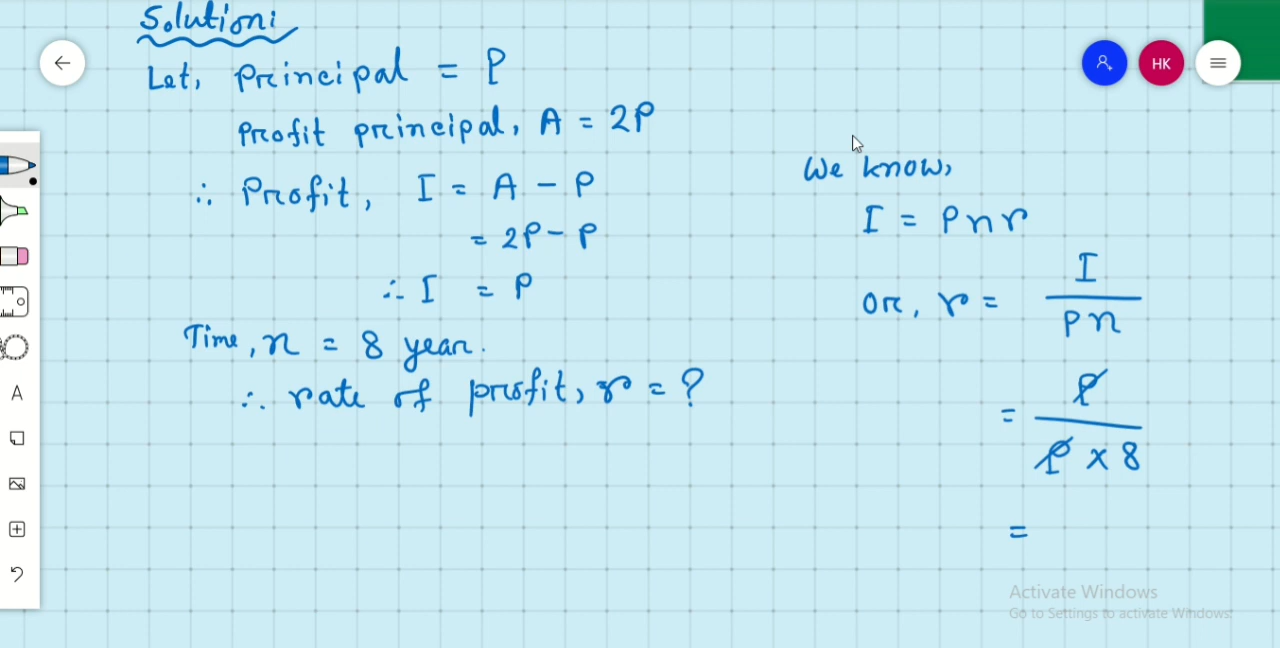 Solution:
Let, Principal = P
Profit principal, A = 2P
∴ Profit, I = A - P
= 2P - P
∴ I = P
Time, n = 8 year.
∴ rate of profit, r = ?
HK
We know,
I = Pnr
or, r = I / Pn
= P / P × 8
=
A
Activate Windows
Go to Settings to activate Windows.